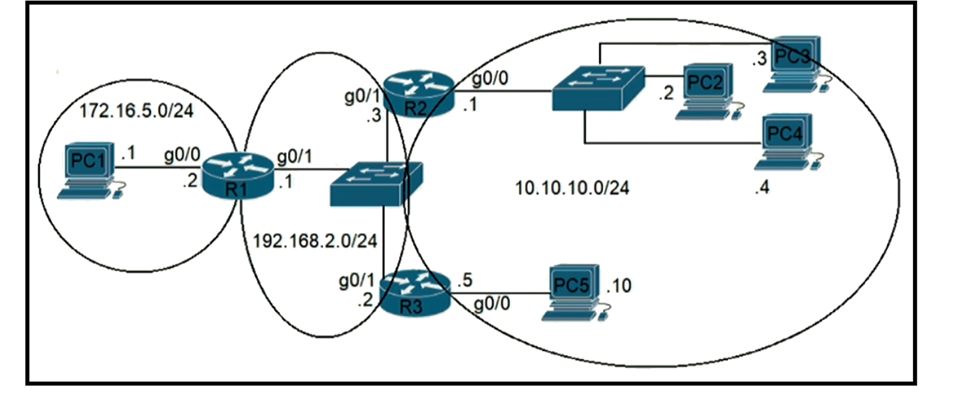 172.16.5.0/24
PC1
.1
g0/0
.2
R1
g0/1
.1
192.168.2.0/24
g0/1
.3
R2
g0/0
.1
g0/1
.2
R3
.5
g0/0
10.10.10.0/24
.3
PC3
.2
PC2
PC4
.4
PC5
.10